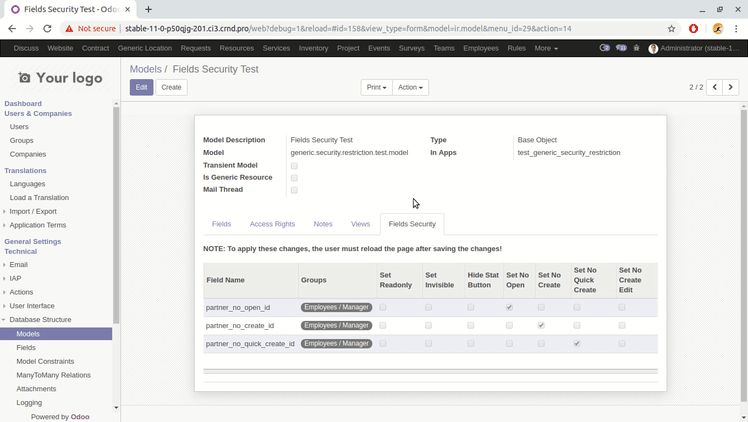 Fields Security Test - Odoo
Not secure stable-11-0-p50qjg-201.ci3.crnd.pro/web?debug=1&reload=#id=158&view_type=form&model=ir.model&menu_id=29&action=14
Discuss Website Contract Generic Location Requests Resources Services Inventory Project Events Surveys Teams Employees Rules More Administrator (stable-1...
Your logo
Models / Fields Security Test
Edit Create Print Action 2 / 2
Dashboard
Users & Companies
Users
Groups
Companies
Translations
Languages
Load a Translation
Import / Export
Application Terms
General Settings
Technical
Email
IAP
Actions
User Interface
Database Structure
Models
Fields
Model Constraints
ManyToMany Relations
Attachments
Logging
Powered by Odoo
Model Description Fields Security Test Type Base Object
Model generic.security.restriction.test.model In Apps test_generic_security_restriction
Transient Model
Is Generic Resource
Mail Thread
Fields Access Rights Notes Views Fields Security
NOTE: To apply these changes, the user must reload the page after saving the changes!
Field Name Groups Set Readonly Set Invisible Hide Stat Button Set No Open Set No Create Set No Quick Create Set No Create Edit
partner_no_open_id Employees / Manager
partner_no_create_id Employees / Manager
partner_no_quick_create_id Employees / Manager